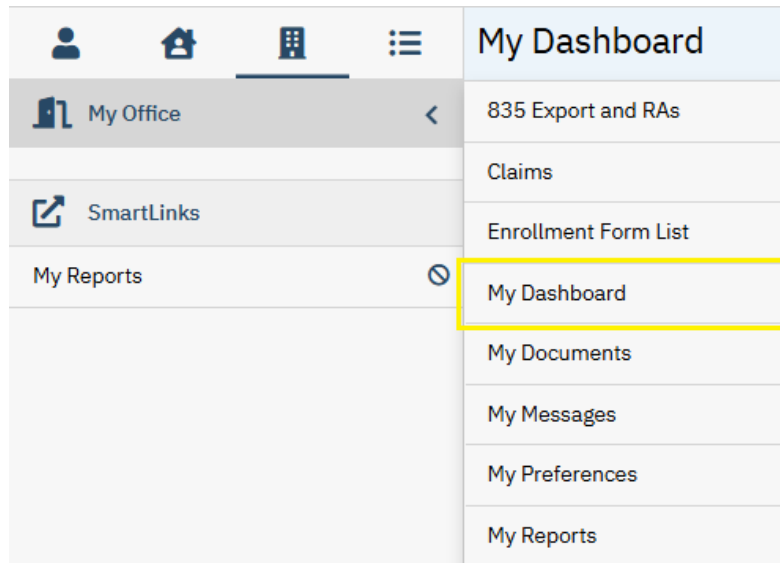 My Office
SmartLinks
My Reports
My Dashboard
835 Export and RAs
Claims
Enrollment Form List
My Dashboard
My Documents
My Messages
My Preferences
My Reports